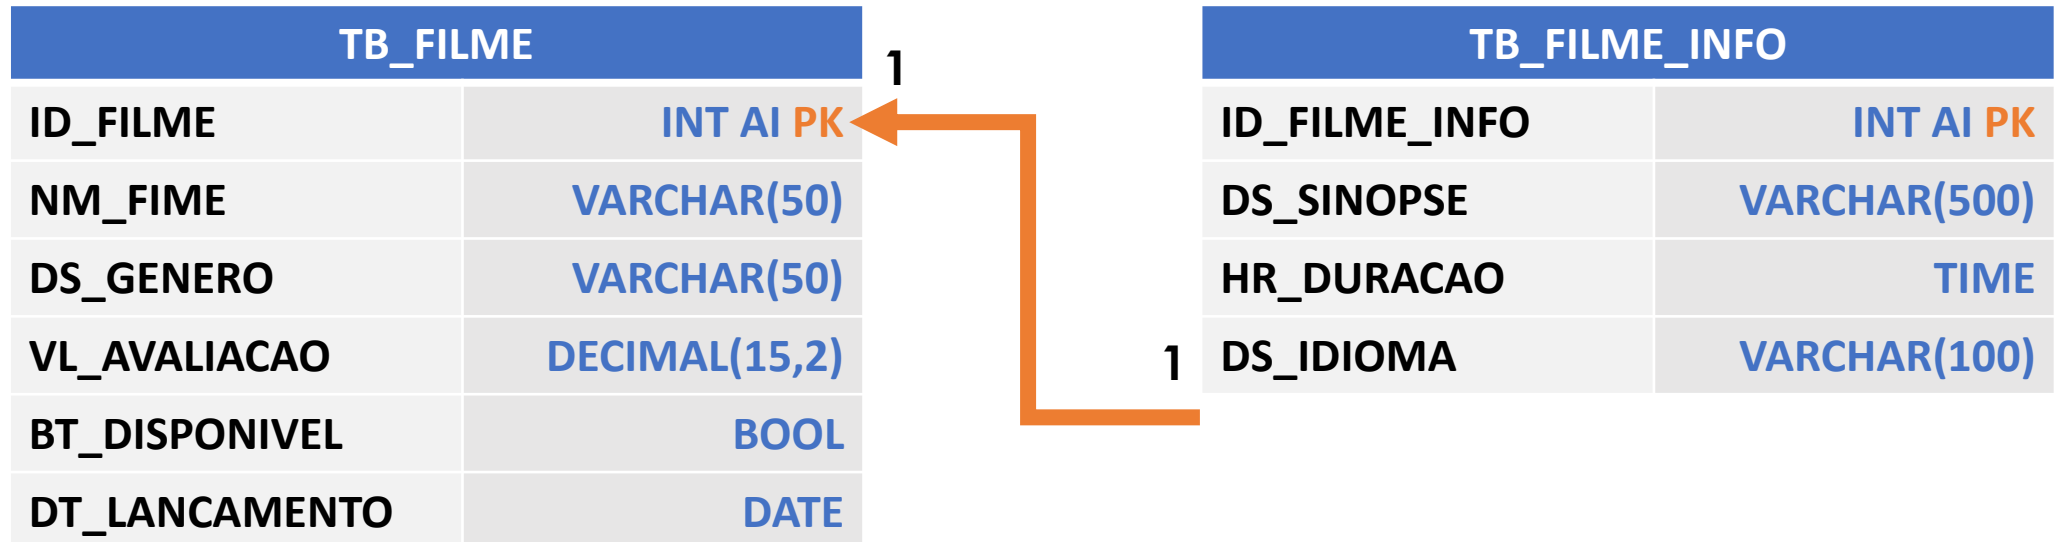 TB_FILME
ID_FILME INT AI PK
NM_FIME VARCHAR(50)
DS_GENERO VARCHAR(50)
VL_AVALIACAO DECIMAL(15,2)
BT_DISPONIVEL BOOL
DT_LANCAMENTO DATE
1
1
TB_FILME_INFO
ID_FILME_INFO INT AI PK
DS_SINOPSE VARCHAR(500)
HR_DURACAO TIME
DS_IDIOMA VARCHAR(100)